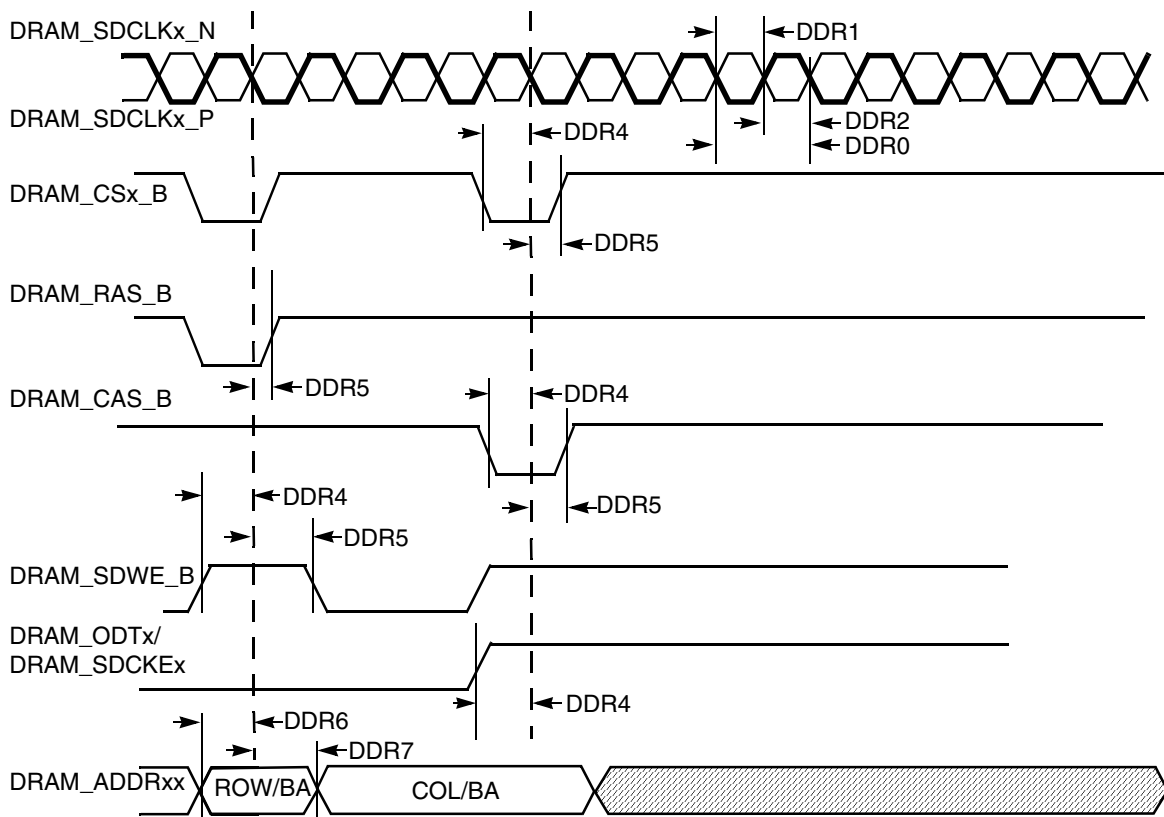 DRAM_SDCLKx_N
DDR1
DRAM_SDCLKx_P
DDR4
DDR2
DDR0
DRAM_CSx_B
DDR5
DRAM_RAS_B
DDR5
DDR4
DRAM_CAS_B
DDR4
DDR5
DDR5
DRAM_SDWE_B
DRAM_ODTx/
DRAM_SDCKEx
DDR4
DDR6
DDR7
DRAM_ADDRxx
ROW/BA
COL/BA